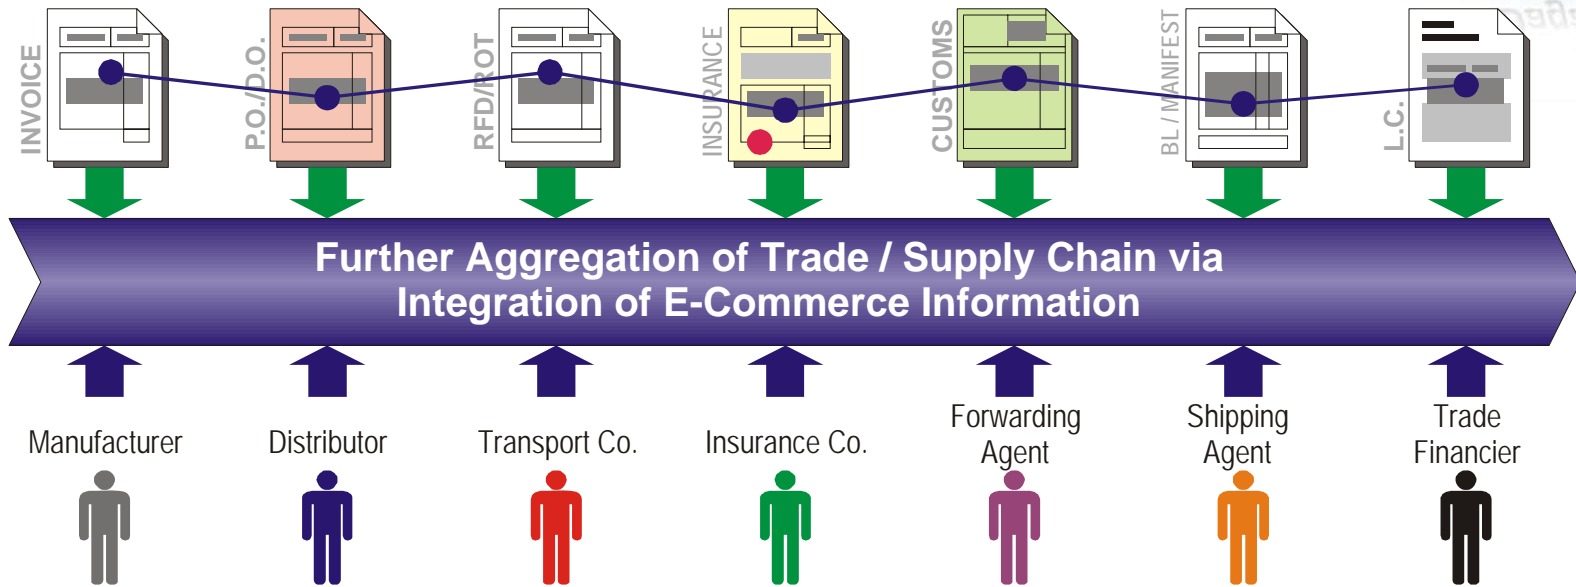 INVOICE
P.O./D.O.
RFD/ROT
INSURANCE
CUSTOMS
BL / MANIFEST
L.C.
Further Aggregation of Trade / Supply Chain via
Integration of E-Commerce Information
Manufacturer
Distributor
Transport Co.
Insurance Co.
Forwarding
Agent
Shipping
Agent
Trade
Financier